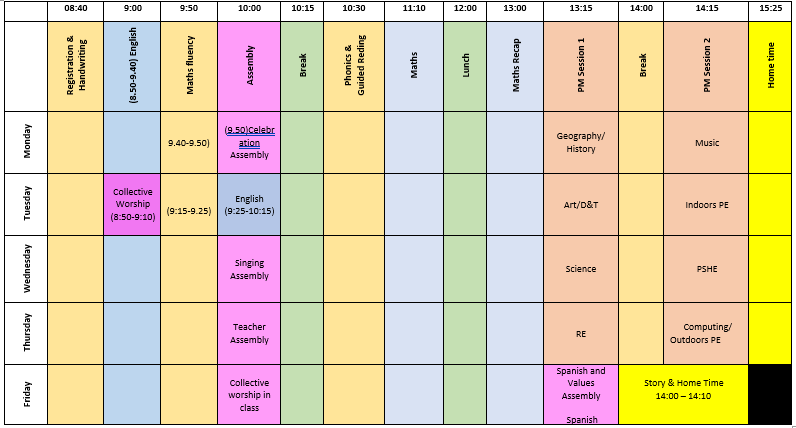 08:40 9:00 9:50 10:00 10:15 10:30 11:10 12:00 13:00 13:15 14:00 14:15 15:25
Registration &
Handwriting
(8.50-9.40) English
Maths fluency
Assembly
Break
Phonics &
Guided Reding
Maths
Lunch
Maths Recap
PM Session 1
Break
PM Session 2
Home time
Monday
9.40-9.50)
(9.50)Celebr
ation
Assembly
Geography/
History
Music
Tuesday
Collective
Worship
(8:50-9:10)
(9:15-9.25)
English
(9:25-10:15)
Art/D&T
Indoors PE
Wednesday
Singing
Assembly
Science
PSHE
Thursday
Teacher
Assembly
RE
Computing/
Outdoors PE
Friday
Collective
worship in
class
Spanish and
Values
Assembly
Spanish
Story & Home Time
14:00 – 14:10